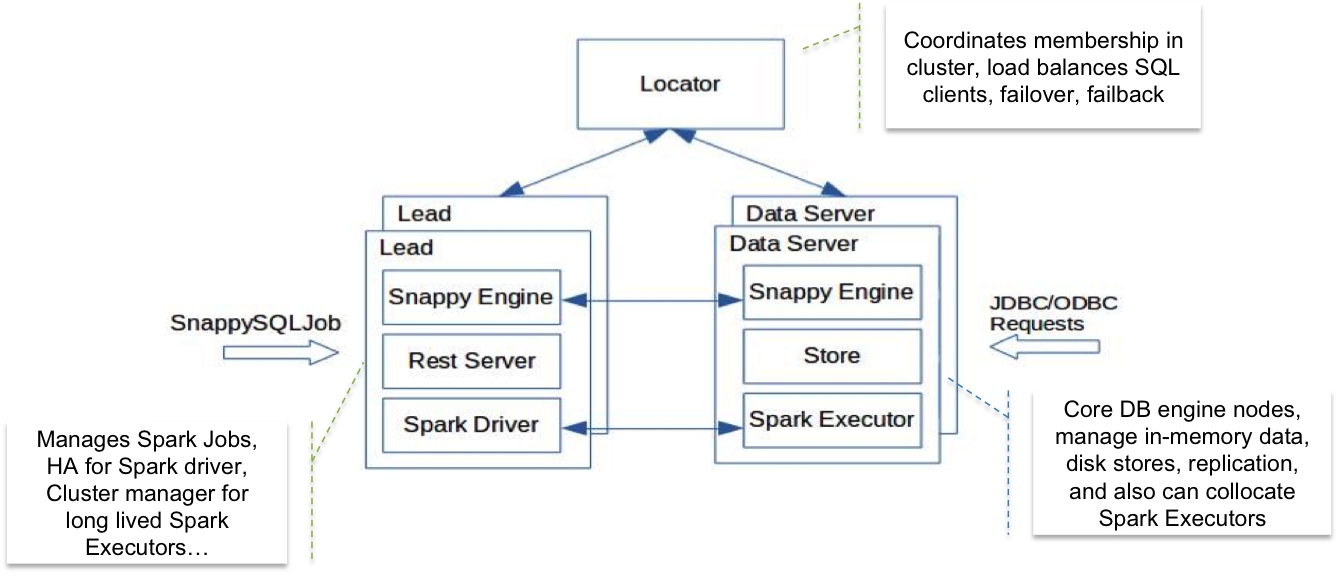 Locator
Coordinates membership in
cluster, load balances SQL
clients, failover, failback
Lead
Lead
Snappy Engine
Rest Server
Spark Driver
Data Server
Data Server
Snappy Engine
Store
Spark Executor
SnappySQLJob
JDBC/ODBC
Requests
Manages Spark Jobs,
HA for Spark driver,
Cluster manager for
long lived Spark
Executors…
Core DB engine nodes,
manage in-memory data,
disk stores, replication,
and also can collocate
Spark Executors